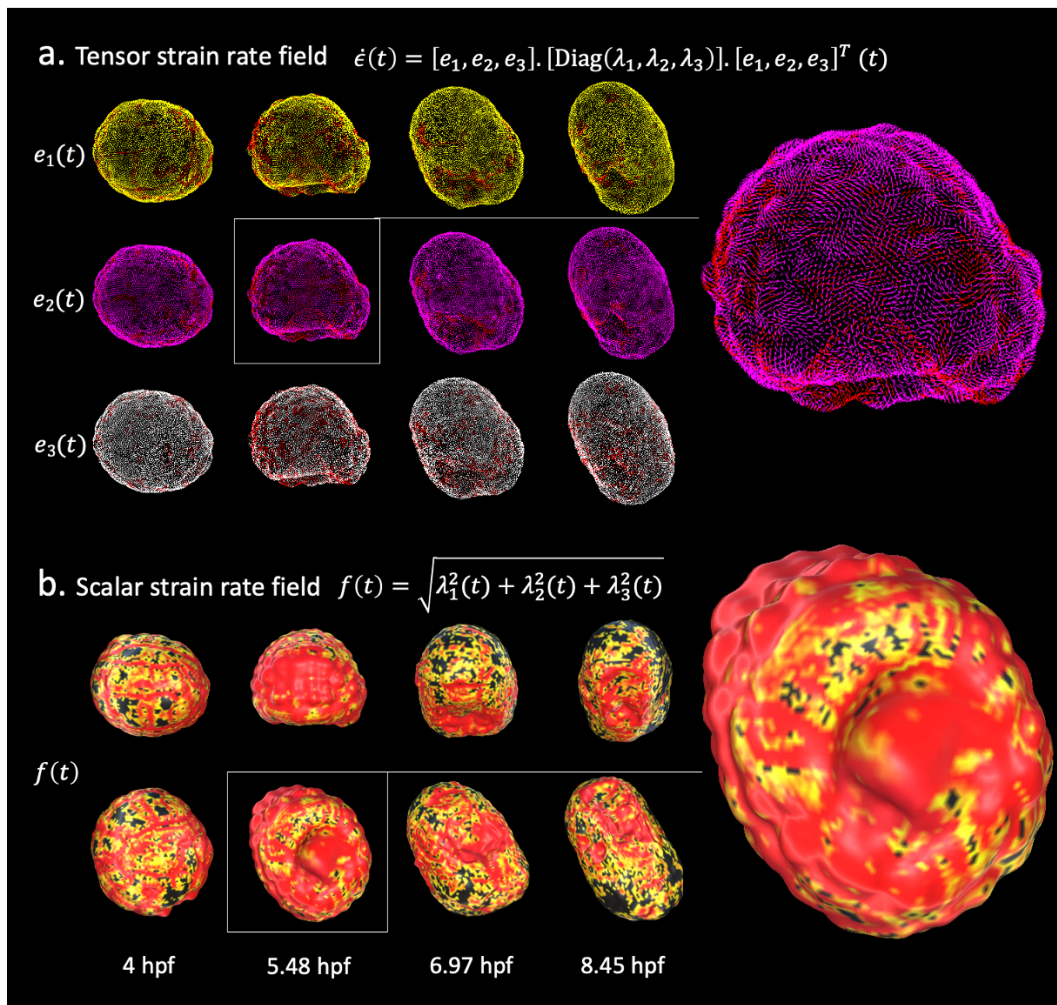 a. Tensor strain rate field ϵ̇(t) = [e₁, e₂, e₃]. [Diag(λ₁, λ₂, λ₃)]. [e₁, e₂, e₃]ᵀ (t)
e₁(t)
e₂(t)
e₃(t)
b. Scalar strain rate field f(t) = √(λ₁²(t) + λ₂²(t) + λ₃²(t))
f(t)
4 hpf 5.48 hpf 6.97 hpf 8.45 hpf